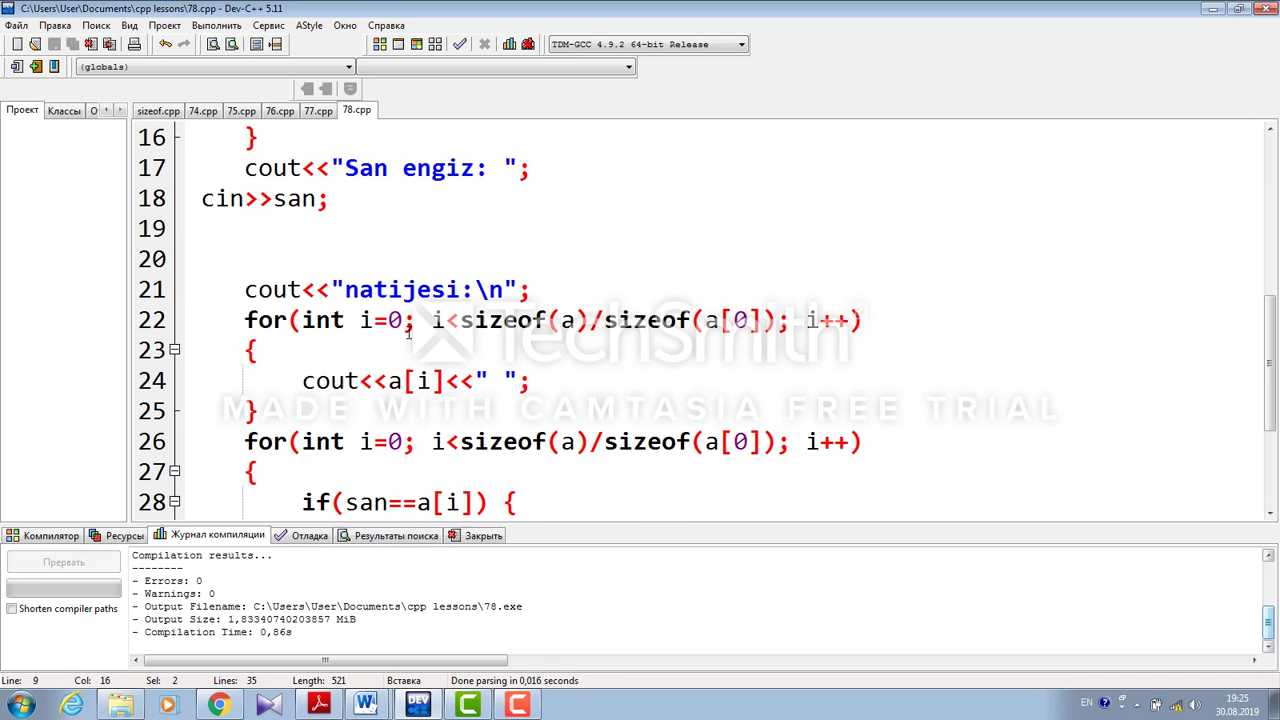 C:\Users\User\Documents\cpp lessons\78.cpp - Dev-C++ 5.11
Файл Правка Поиск Вид Проект Выполнить Сервис AStyle Окно Справка
TDM-GCC 4.9.2 64-bit Release
(globals)
Проект Классы О
sizeof.cpp 74.cpp 75.cpp 76.cpp 77.cpp 78.cpp
16 }
17 cout<<"San engiz: ";
18 cin>>san;
19
20
21 cout<<"natijesi:\n";
22 for(int i=0; i<sizeof(a)/sizeof(a[0]); i++)
23 {
24 cout<<a[i]<<" ";
25 }
26 for(int i=0; i<sizeof(a)/sizeof(a[0]); i++)
27 {
28 if(san==a[i]) {
TechSmith
MADE WITH CAMTASIA FREE TRIAL
Компилятор Ресурсы Журнал компиляции Отладка Результаты поиска Закрыть
Прервать
Shorten compiler paths
Compilation results...
--------
- Errors: 0
- Warnings: 0
- Output Filename: C:\Users\User\Documents\cpp lessons\78.exe
- Output Size: 1,83340740203857 MiB
- Compilation Time: 0,86s
Line: 9 Col: 16 Sel: 2 Lines: 35 Length: 521 Вставка Done parsing in 0,016 seconds
DEV
EN
19:25
30.08.2019